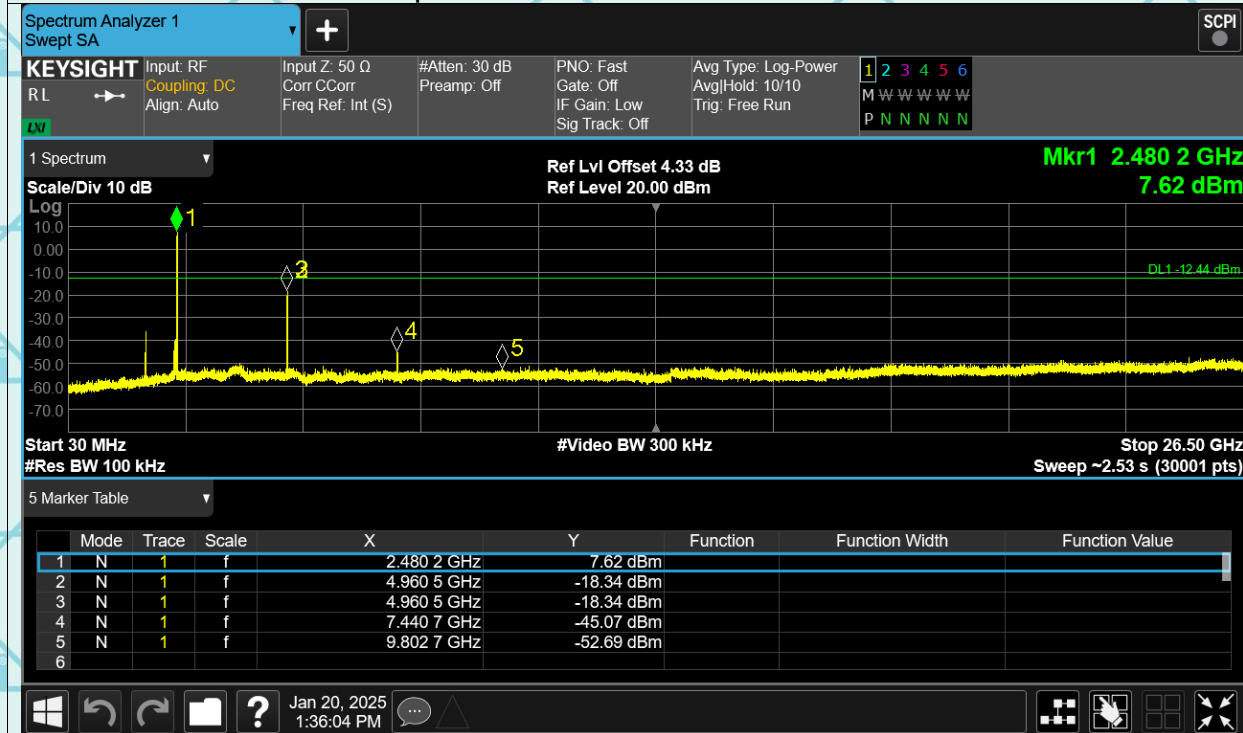 Spectrum Analyzer 1
Swept SA
SCPI
KEYSIGHT
RL
LXI
Input: RF
Coupling: DC
Align: Auto
Input Z: 50 Ω
Corr CCorr
Freq Ref: Int (S)
#Atten: 30 dB
Preamp: Off
PNO: Fast
Gate: Off
IF Gain: Low
Sig Track: Off
Avg Type: Log-Power
Avg|Hold: 10/10
Trig: Free Run
1 2 3 4 5 6
M W W W W W
P N N N N N
1 Spectrum
Scale/Div 10 dB
Log
Ref Lvl Offset 4.33 dB
Ref Level 20.00 dBm
Mkr1 2.480 2 GHz
7.62 dBm
10.0
0.00
-10.0
-20.0
-30.0
-40.0
-50.0
-60.0
-70.0
1
3
4
5
DL1 -12.44 dBm
Start 30 MHz
#Res BW 100 kHz
#Video BW 300 kHz
Stop 26.50 GHz
Sweep ~2.53 s (30001 pts)
5 Marker Table
Mode Trace Scale X Y Function Function Width Function Value
1 N 1 f 2.480 2 GHz 7.62 dBm
2 N 1 f 4.960 5 GHz -18.34 dBm
3 N 1 f 4.960 5 GHz -18.34 dBm
4 N 1 f 7.440 7 GHz -45.07 dBm
5 N 1 f 9.802 7 GHz -52.69 dBm
6
?
Jan 20, 2025
1:36:04 PM